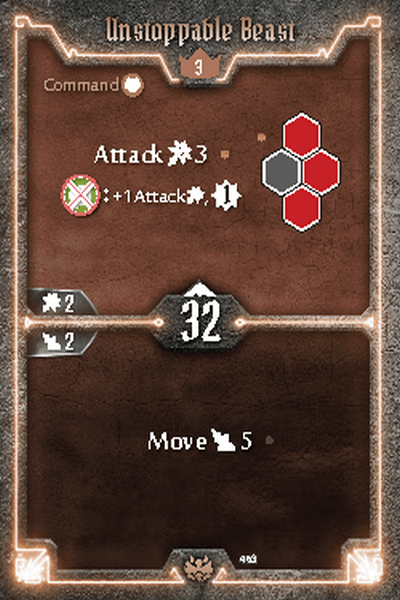 Unstoppable Beast
3
Command
Attack 3
: +1 Attack , 1
2
32
2
Move 5